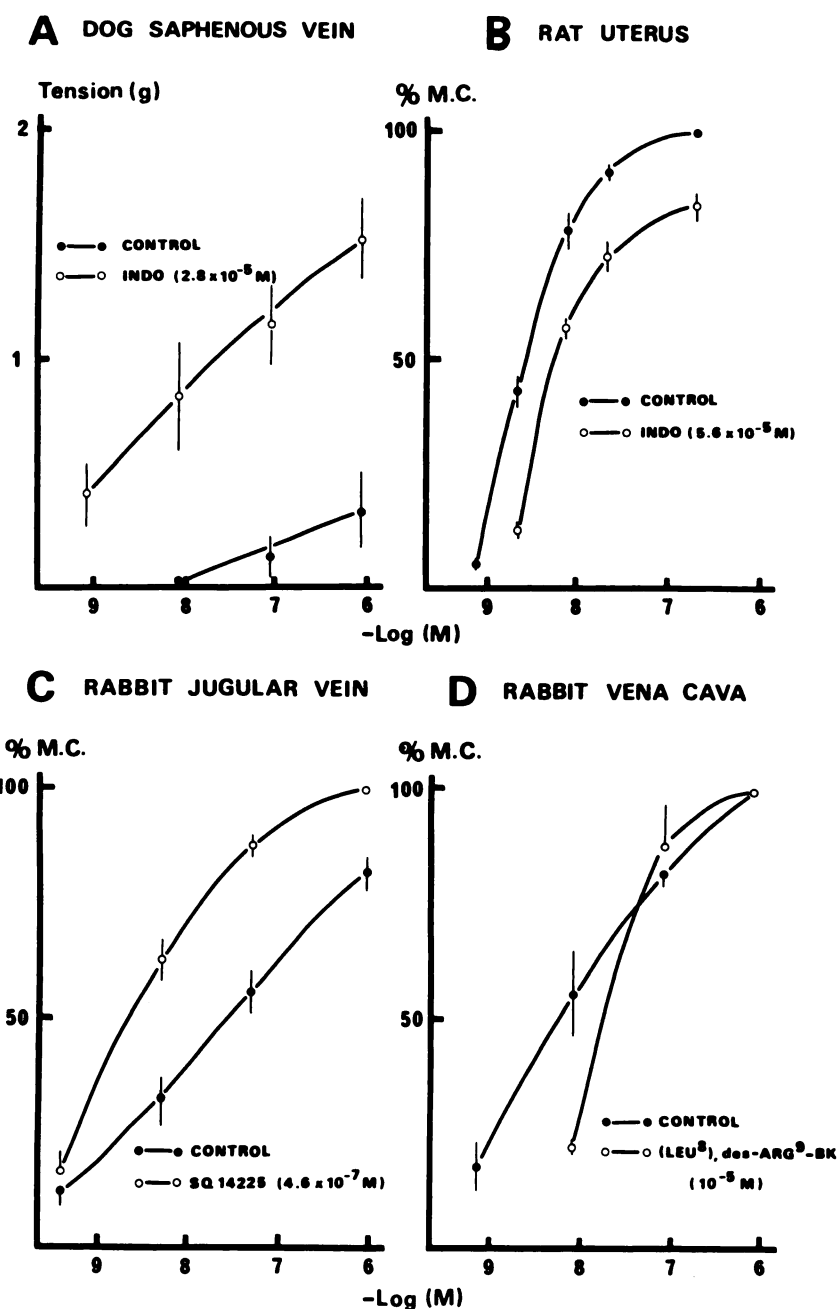 A DOG SAPHENOUS VEIN
Tension (g)
2
1
CONTROL
INDO (2.8 x 10⁻⁵ M)
9 8 7 6
B RAT UTERUS
% M.C.
100
50
CONTROL
INDO (5.6 x 10⁻⁵ M)
9 8 7 6
-Log (M)
C RABBIT JUGULAR VEIN
% M.C.
100
50
CONTROL
SQ 14225 (4.6 x 10⁻⁷ M)
9 8 7 6
D RABBIT VENA CAVA
% M.C.
100
50
CONTROL
(LEU⁸), des-ARG⁹-BK
(10⁻⁵ M)
9 8 7 6
-Log (M)